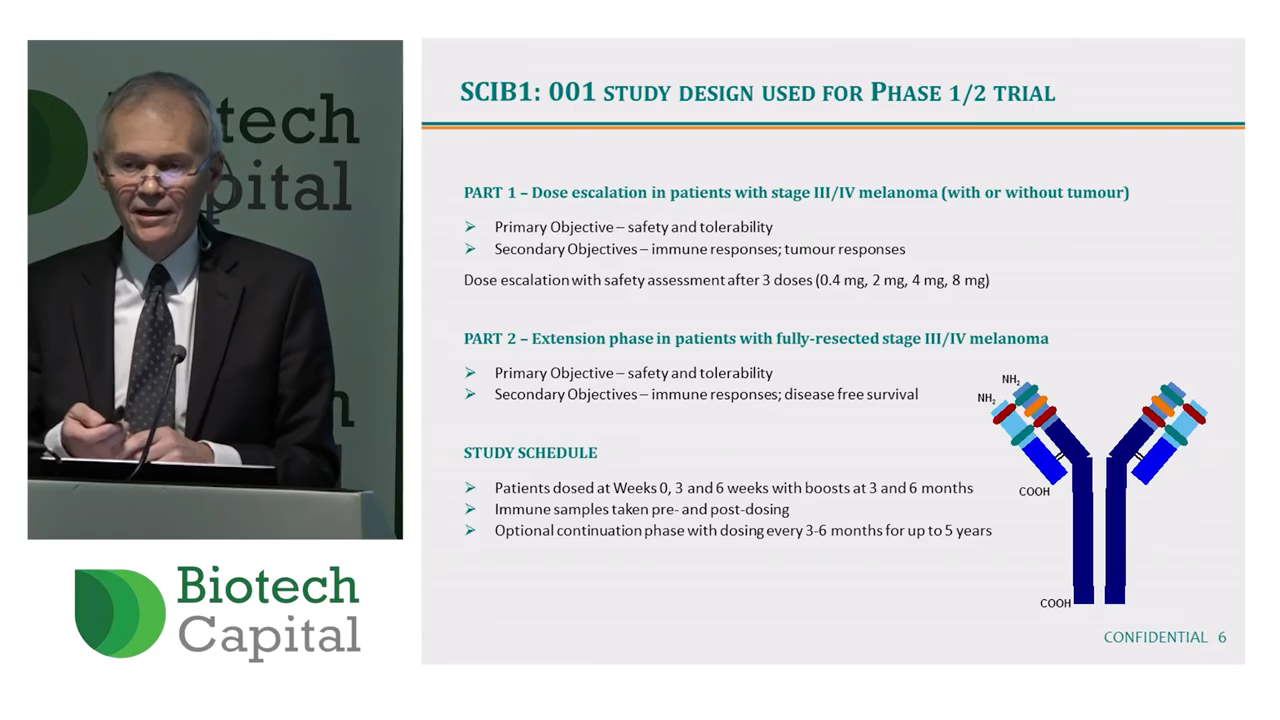 tech
pital
n
Biotech
Capital
SCIB1: 001 STUDY DESIGN USED FOR PHASE 1/2 TRIAL
PART 1 – Dose escalation in patients with stage III/IV melanoma (with or without tumour)
➢ Primary Objective – safety and tolerability
➢ Secondary Objectives – immune responses; tumour responses
Dose escalation with safety assessment after 3 doses (0.4 mg, 2 mg, 4 mg, 8 mg)
PART 2 – Extension phase in patients with fully-resected stage III/IV melanoma
➢ Primary Objective – safety and tolerability
➢ Secondary Objectives – immune responses; disease free survival
STUDY SCHEDULE
➢ Patients dosed at Weeks 0, 3 and 6 weeks with boosts at 3 and 6 months
➢ Immune samples taken pre- and post-dosing
➢ Optional continuation phase with dosing every 3-6 months for up to 5 years
NH₂
NH₂
COOH
COOH
CONFIDENTIAL 6